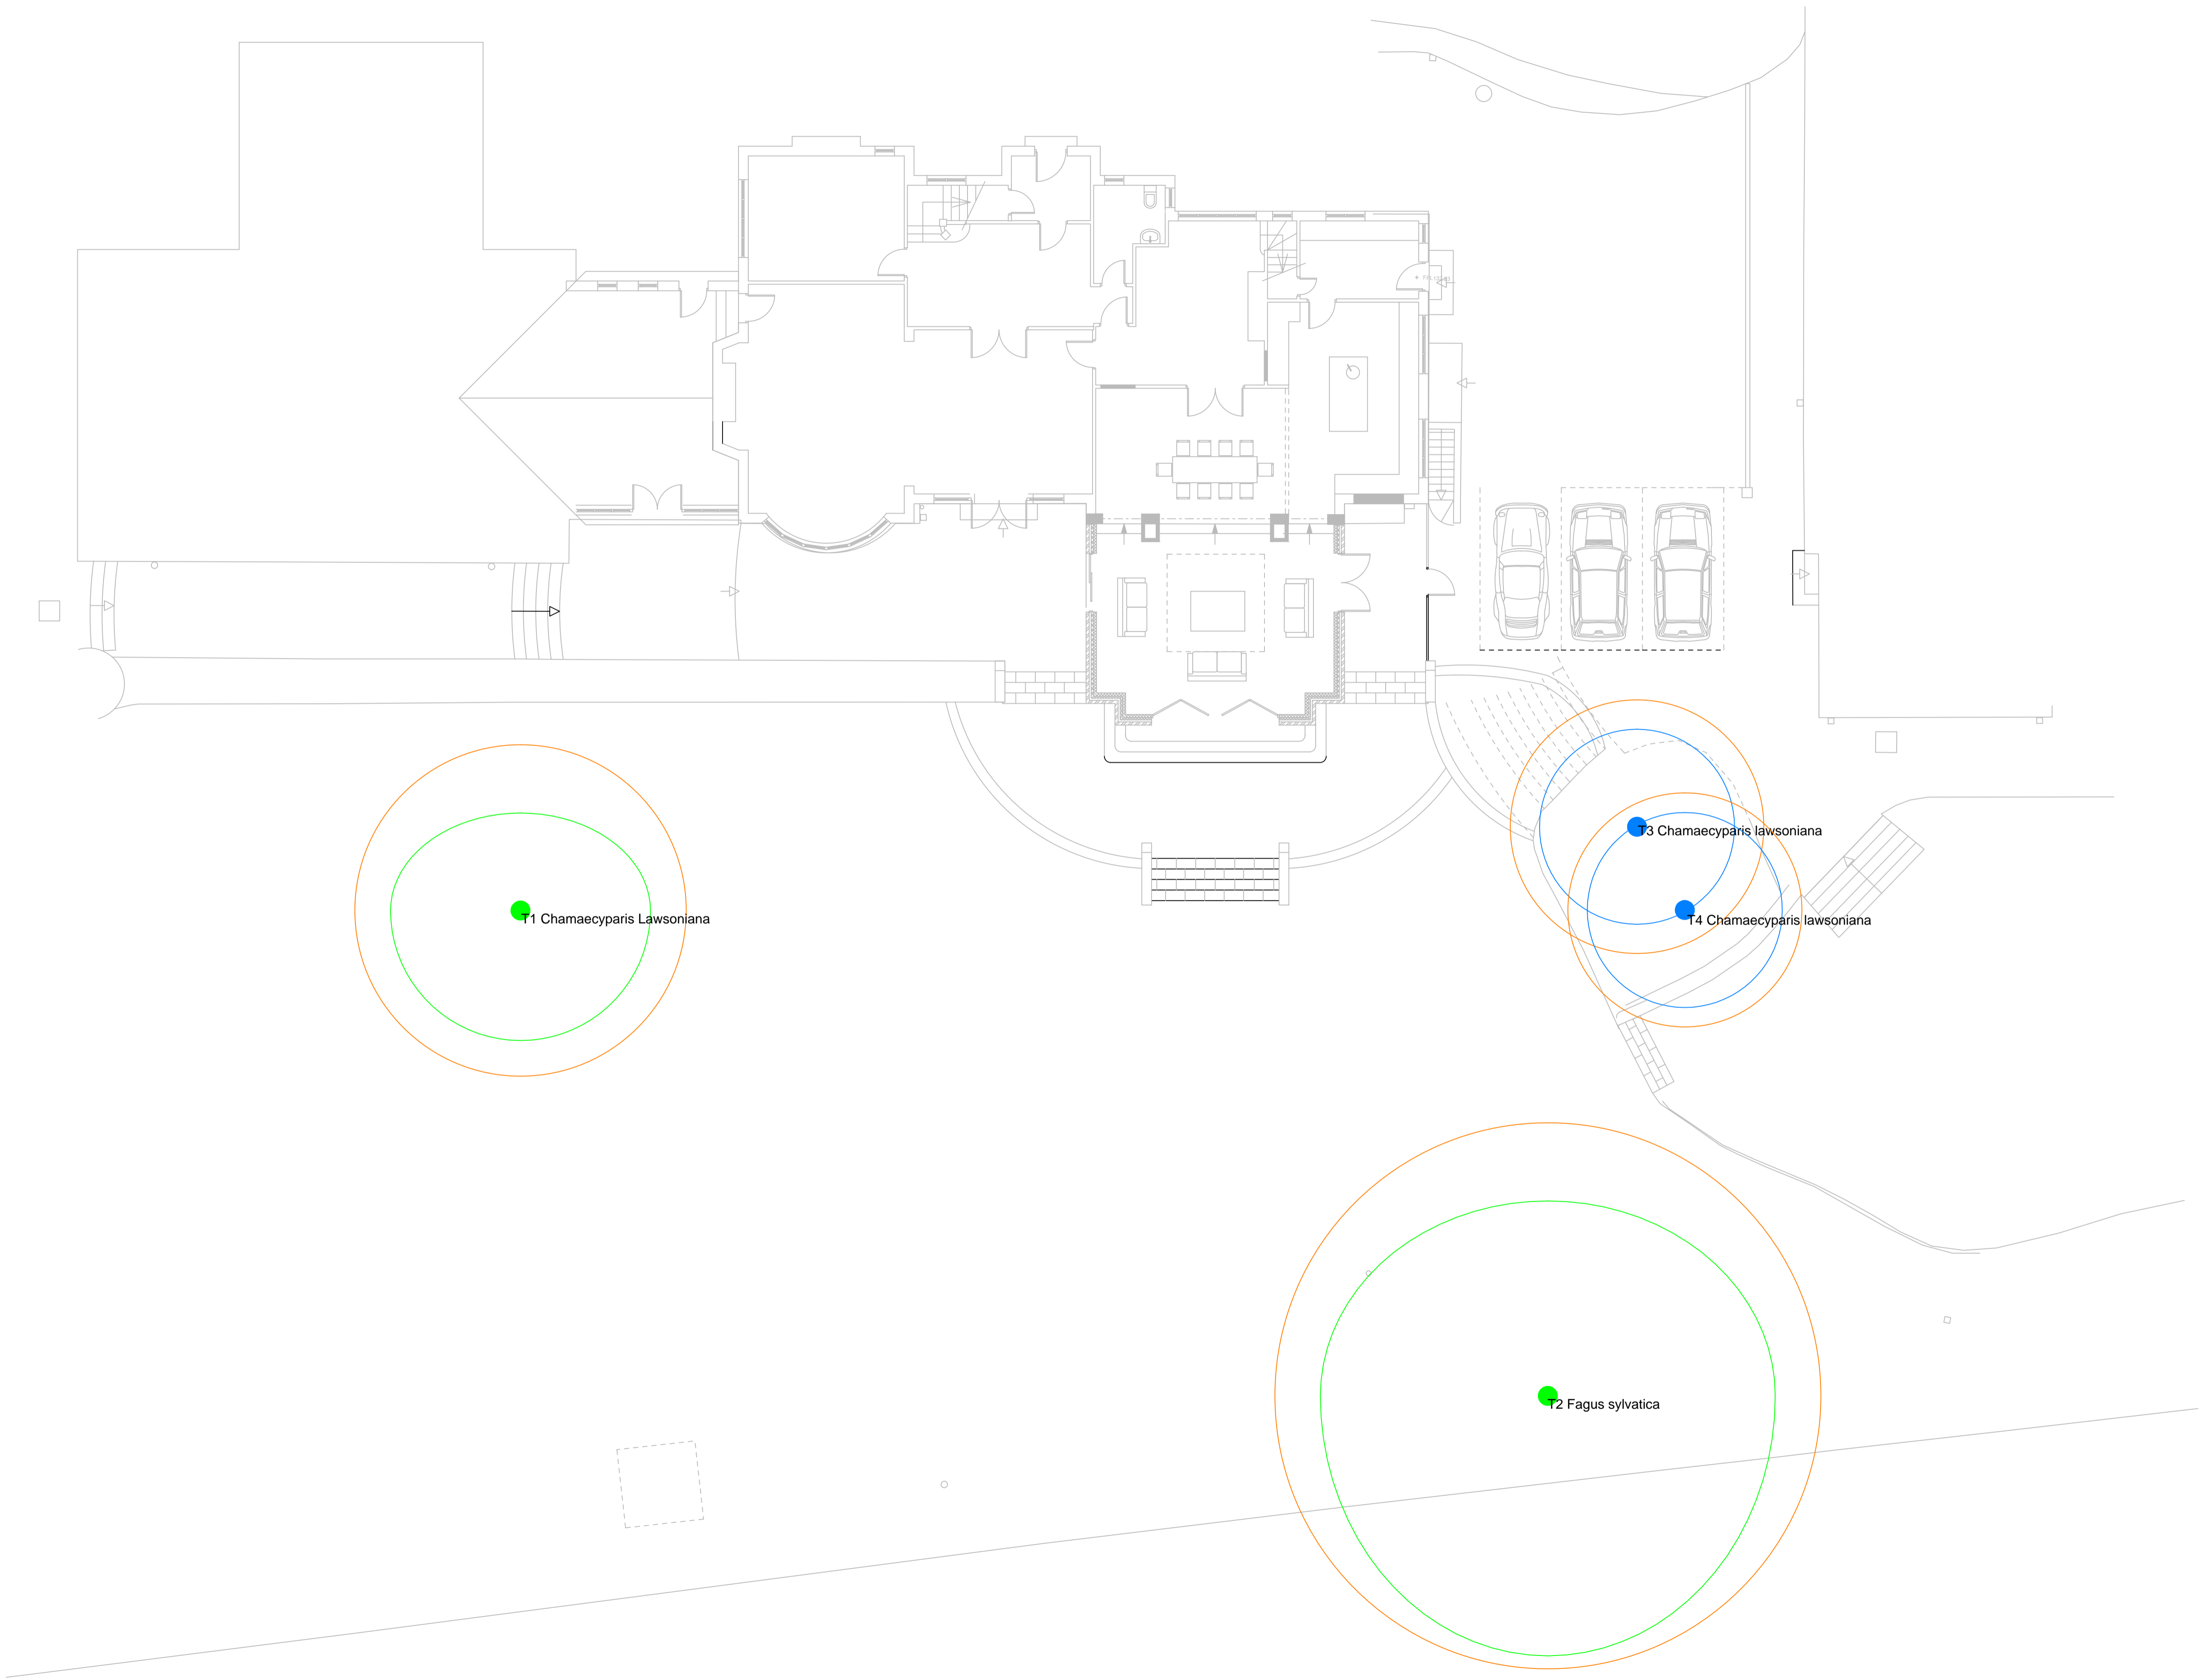 T3 Chamaecyparis lawsoniana
T1 Chamaecyparis Lawsoniana
T4 Chamaecyparis lawsoniana
T2 Fagus sylvatica